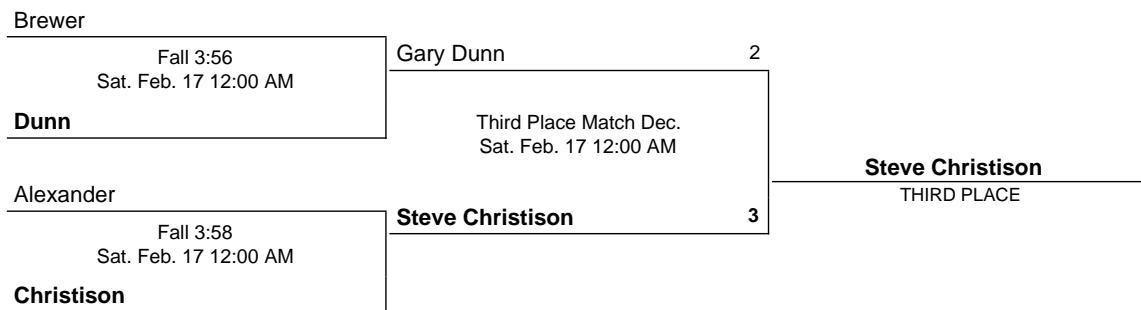 Brewer
Fall 3:56
Sat. Feb. 17 12:00 AM
Dunn
Gary Dunn 2
Third Place Match Dec.
Sat. Feb. 17 12:00 AM
Steve Christison
THIRD PLACE
Alexander
Steve Christison 3
Fall 3:58
Sat. Feb. 17 12:00 AM
Christison